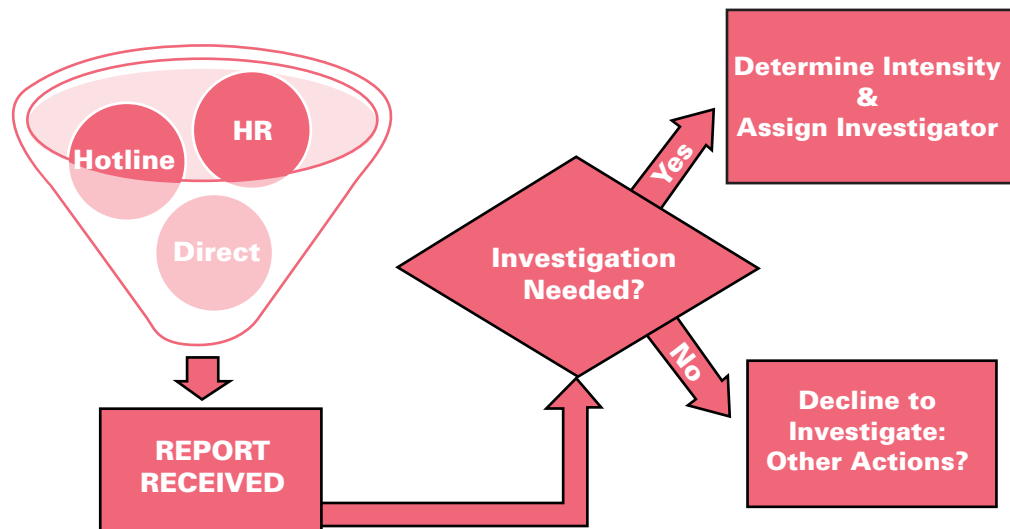 HR
Hotline
Direct
REPORT
RECEIVED
Investigation
Needed?
Yes
Determine Intensity
&
Assign Investigator
No
Decline to
Investigate:
Other Actions?